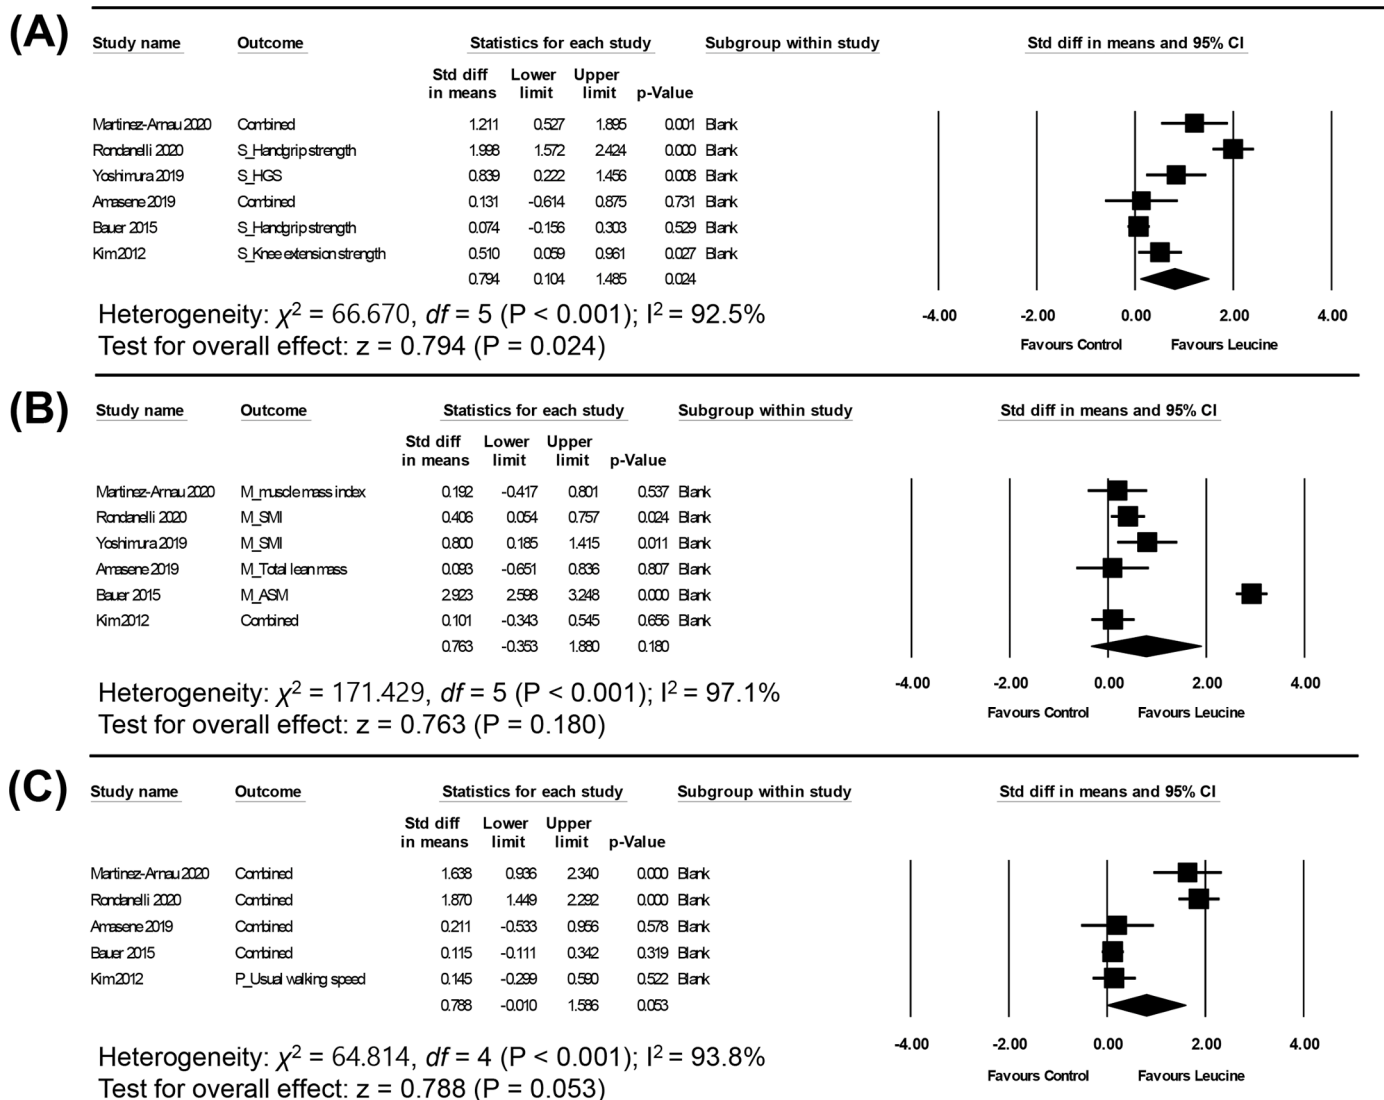 (A)
Study name Outcome Statistics for each study Subgroup within study Std diff in means and 95% CI
Std diff Lower Upper
in means limit limit p-Value
Martinez-Arnau 2020 Combined 1.211 0.527 1.895 0.001 Blank
Rondanelli 2020 S_Handgrip strength 1.998 1.572 2.424 0.000 Blank
Yoshimura 2019 S_HGS 0.839 0.222 1.456 0.008 Blank
Amasene 2019 Combined 0.131 -0.614 0.875 0.731 Blank
Bauer 2015 S_Handgrip strength 0.074 -0.156 0.303 0.529 Blank
Kim 2012 S_Knee extension strength 0.510 0.059 0.961 0.027 Blank
0.794 0.104 1.485 0.024
Heterogeneity: χ2 = 66.670, df = 5 (P < 0.001); I2 = 92.5%
-4.00 0.00 2.00 4.00
Test for overall effect: z = 0.794 (P = 0.024)
Favours Control Favours Leucine
(B)
Study name Outcome Statistics for each study Subgroup within study Std diff in means and 95% CI
Std diff Lower Upper
in means limit limit p-Value
Martinez-Arnau 2020 M_muscle mass index 0.192 -0.417 0.801 0.537 Blank
Rondanelli 2020 M_SMI 0.406 0.054 0.757 0.024 Blank
Yoshimura 2019 M_SMI 0.800 0.185 1.415 0.011 Blank
Amasene 2019 M_Total lean mass 0.093 -0.651 0.836 0.807 Blank
Bauer 2015 M_ASM 2.923 2.598 3.248 0.000 Blank
Kim 2012 Combined 0.101 -0.343 0.545 0.656 Blank
0.763 -0.353 1.880 0.180
-4.00 -2.00 0.00 2.00 4.00
Heterogeneity: χ2 = 171.429, df = 5 (P < 0.001); I2 = 97.1%
Favours Control Favours Leucine
Test for overall effect: z = 0.763 (P = 0.180)
(C)
Study name Outcome Statistics for each study Subgroup within study Std diff in means and 95% CI
Std diff Lower Upper
in means limit limit p-Value
Martinez-Arnau 2020 Combined 1.638 0.936 2.340 0.000 Blank
Rondanelli 2020 Combined 1.870 1.449 2.292 0.000 Blank
Amasene 2019 Combined 0.211 -0.533 0.956 0.578 Blank
Bauer 2015 Combined 0.115 -0.111 0.342 0.319 Blank
Kim 2012 P_Usual walking speed 0.145 -0.299 0.590 0.522 Blank
0.788 -0.010 1.586 0.053
-4.00 -2.00 0.00 2.00 4.00
Heterogeneity: χ2 = 64.814, df = 4 (P < 0.001); I2 = 93.8%
Favours Control Favours Leucine
Test for overall effect: z = 0.788 (P = 0.053)